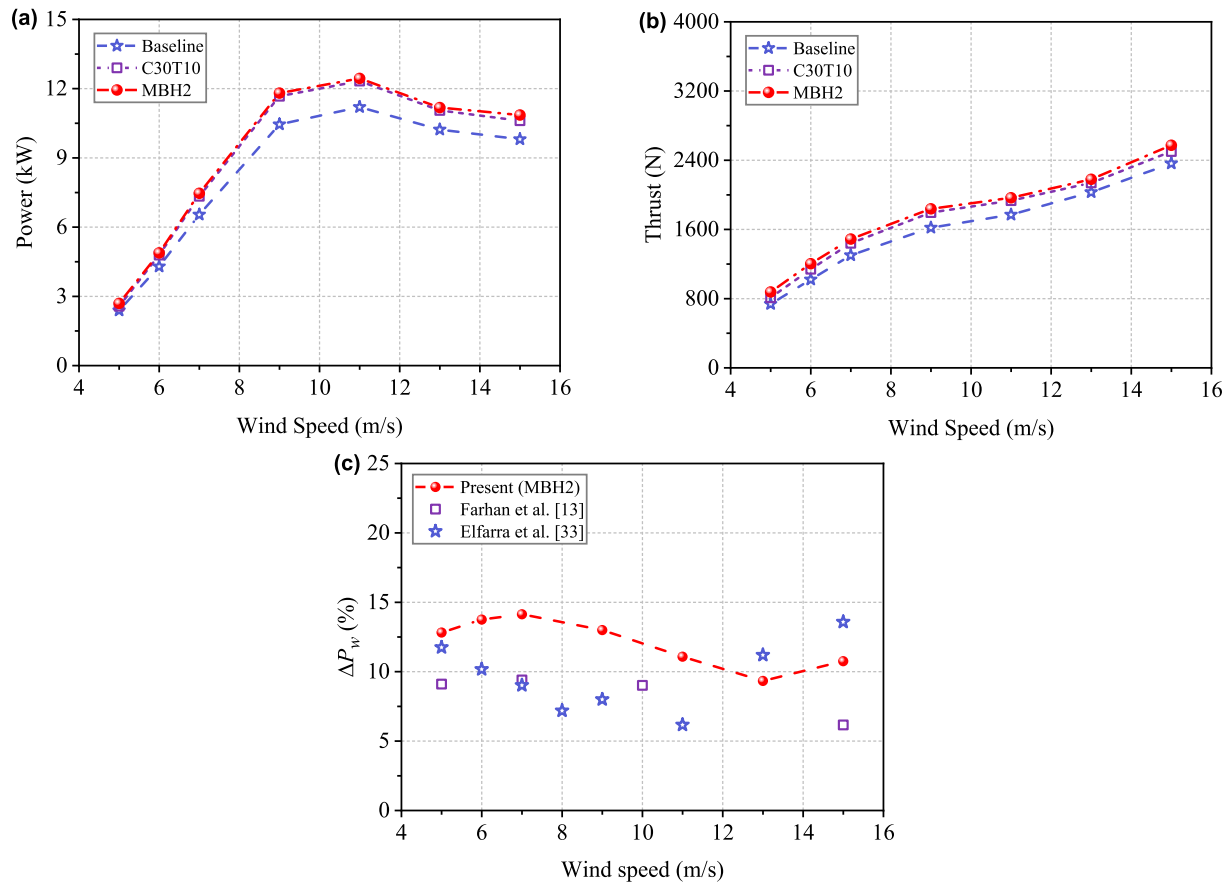 (a)
15
12
9
6
3
0
Power (kW)
Baseline
C30T10
MBH2
4 6 8 10 12 14 16
Wind Speed (m/s)
(b)
4000
3200
2400
1600
800
0
Thrust (N)
Baseline
C30T10
MBH2
4 6 8 10 12 14 16
Wind Speed (m/s)
(c)
25
20
15
10
5
0
ΔPw (%)
Present (MBH2)
Farhan et al. [13]
Elfarra et al. [33]
4 6 8 10 12 14 16
Wind speed (m/s)